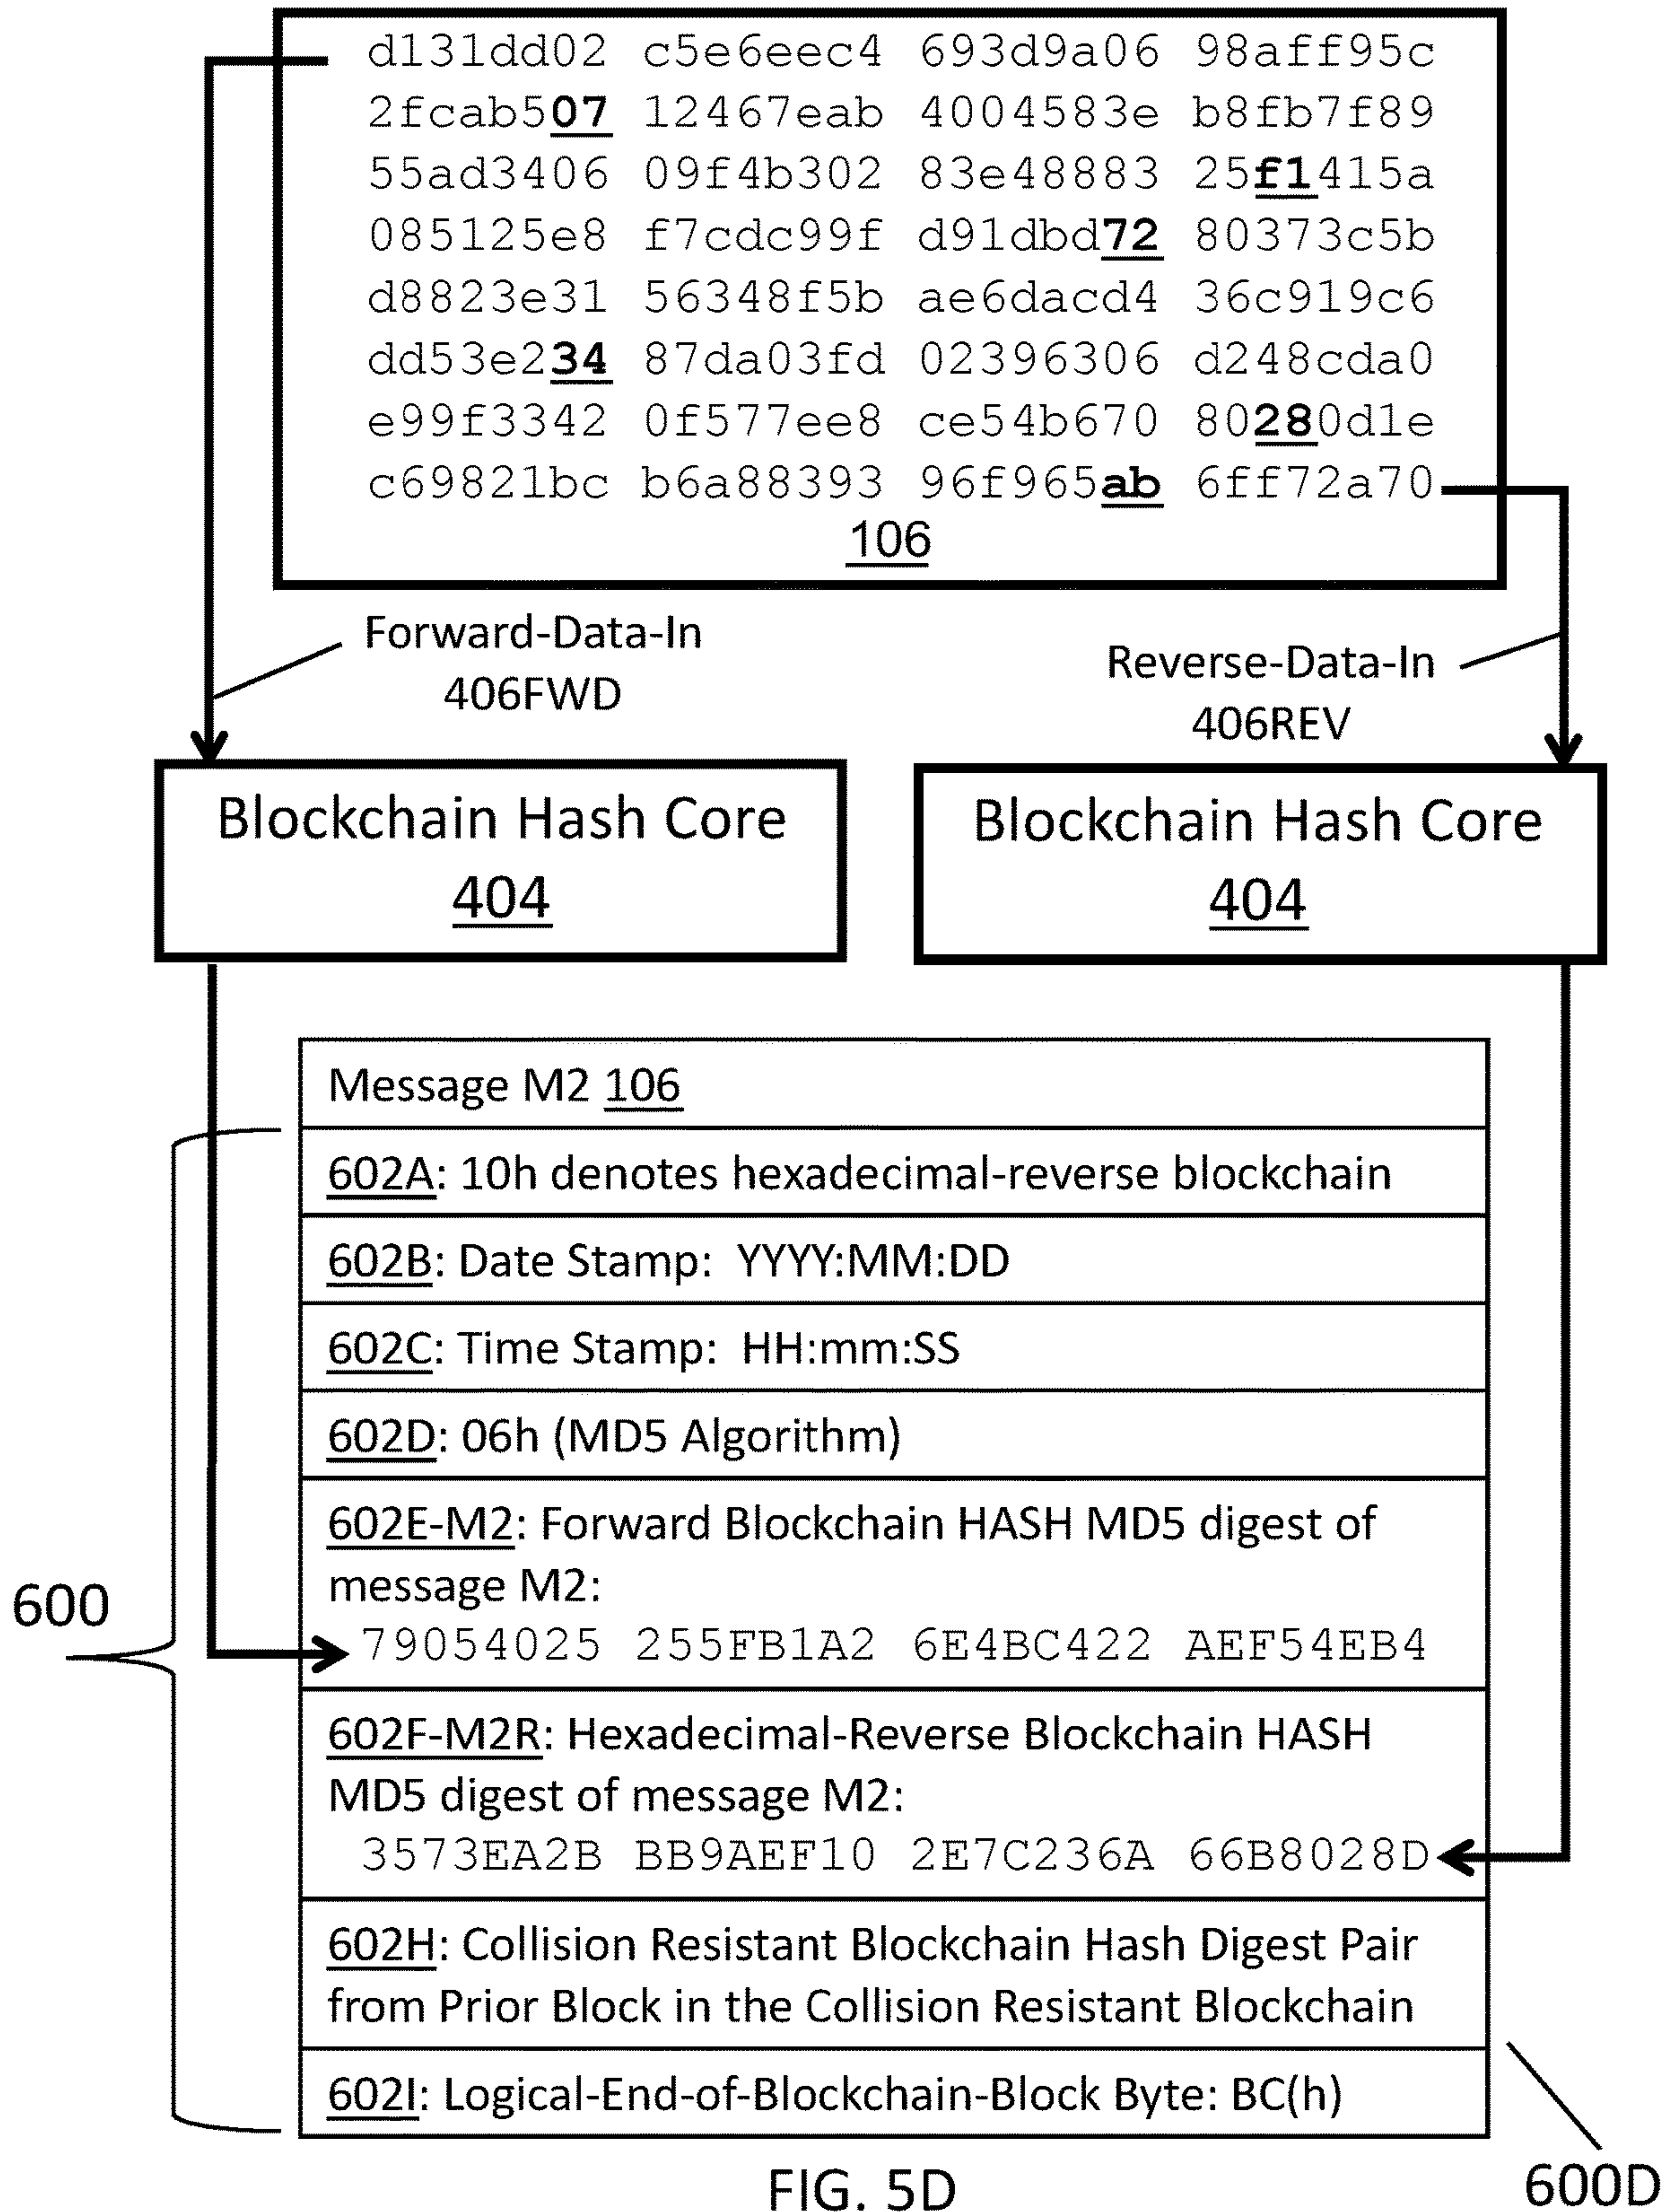 d131dd02 c5e6eec4 693d9a06 98aff95c
2fcab507 12467eab 4004583e b8fb7f89
55ad3406 09f4b302 83e48883 25f1415a
085125e8 f7cdc99f d91dbd72 80373c5b
d8823e31 56348f5b ae6dacd4 36c919c6
dd53e234 87da03fd 02396306 d248cda0
e99f3342 0f577ee8 ce54b670 80280d1e
c69821bc b6a88393 96f965ab 6ff72a70
106
Forward-Data-In
406FWD
Reverse-Data-In
406REV
Blockchain Hash Core
404
Blockchain Hash Core
404
Message M2 106
602A: 10h denotes hexadecimal-reverse blockchain
602B: Date Stamp: YYYY:MM:DD
602C: Time Stamp: HH:mm:SS
602D: 06h (MD5 Algorithm)
602E-M2: Forward Blockchain HASH MD5 digest of
message M2:
79054025 255FB1A2 6E4BC422 AEF54EB4
602F-M2R: Hexadecimal-Reverse Blockchain HASH
MD5 digest of message M2:
3573EA2B BB9AEF10 2E7C236A 66B8028D
602H: Collision Resistant Blockchain Hash Digest Pair
from Prior Block in the Collision Resistant Blockchain
602I: Logical-End-of-Blockchain-Block Byte: BC(h)
600
600D
FIG. 5D